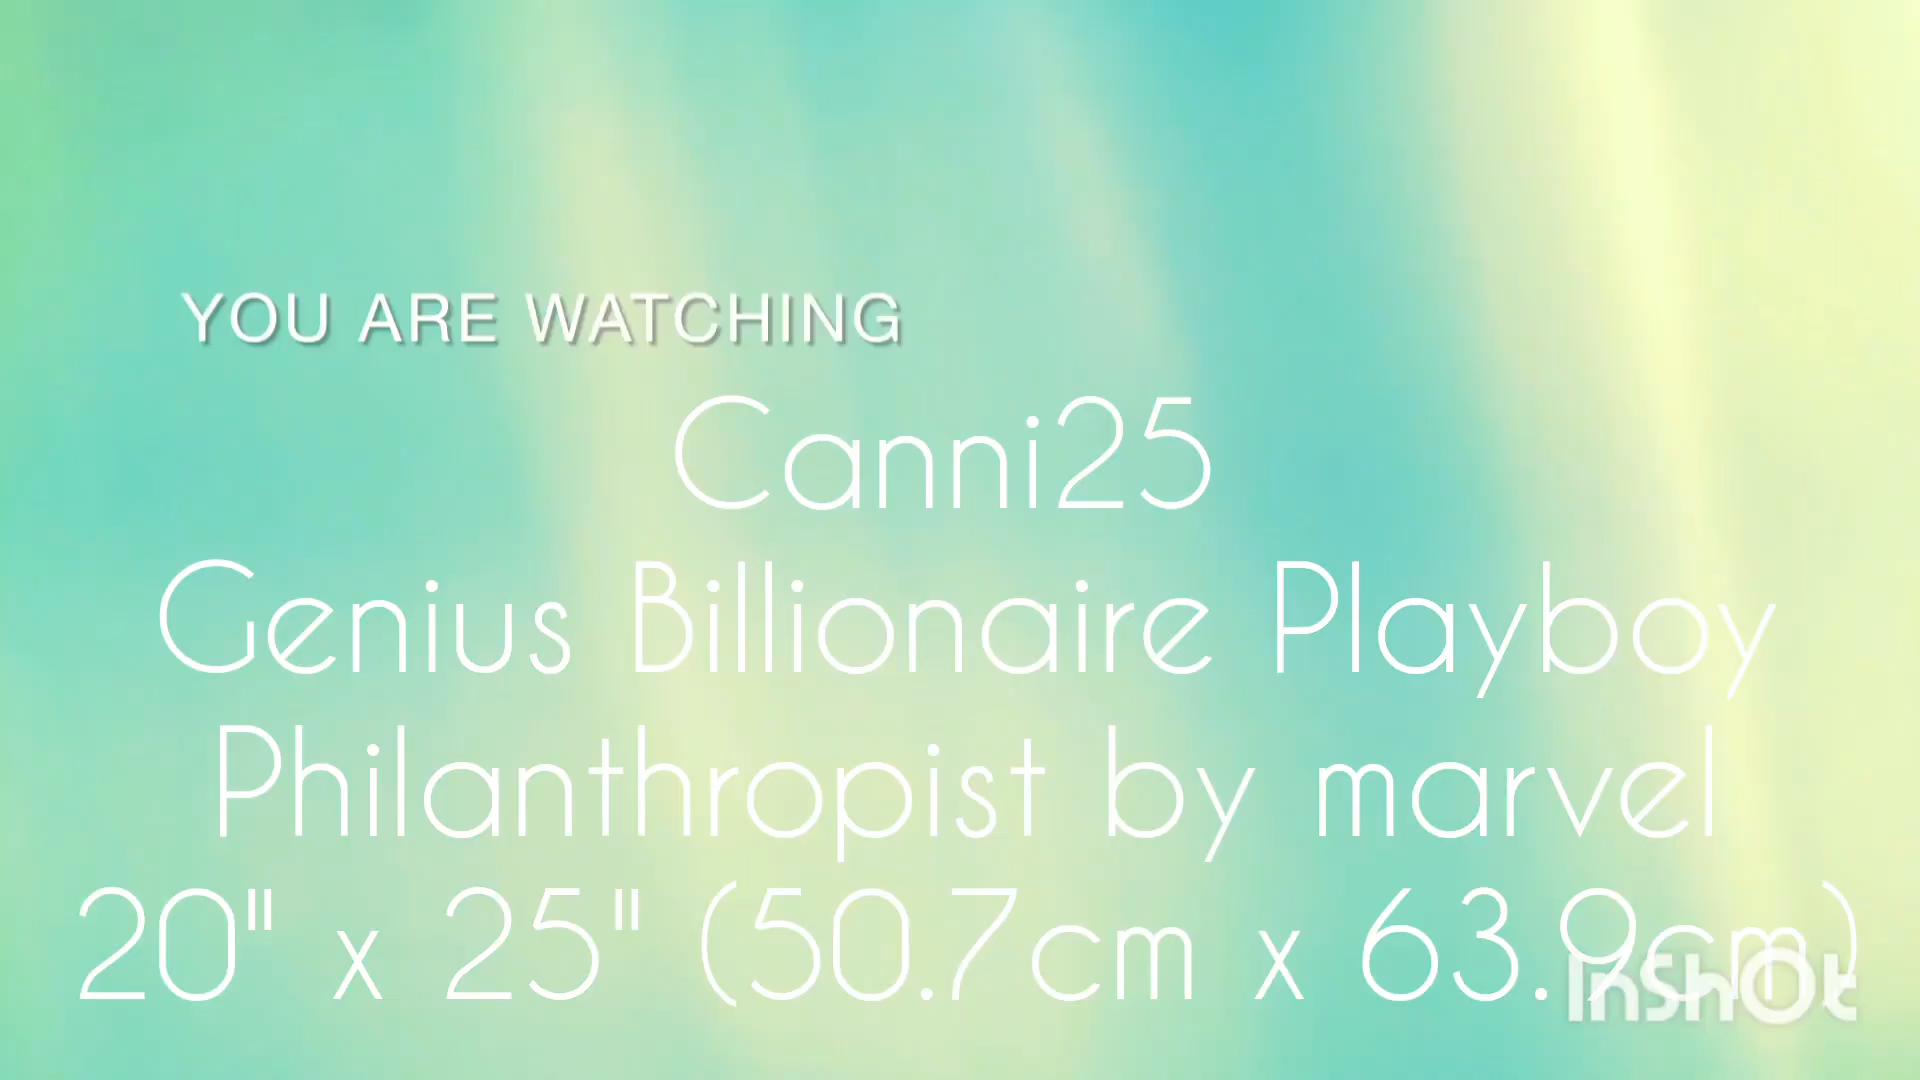 YOU ARE WATCHING
Canni25
Genius Billionaire Playboy
Philanthropist by marvel
20" x 25" (50.7cm x 63.9cm)
InShOt